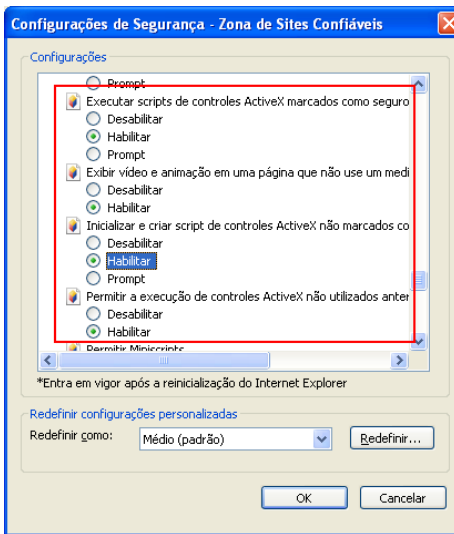 Configurações de Segurança - Zona de Sites Confiáveis
Configurações
Prompt
Executar scripts de controles ActiveX marcados como seguro
Desabilitar
Habilitar
Prompt
Exibir vídeo e animação em uma página que não use um medi
Desabilitar
Habilitar
Inicializar e criar script de controles ActiveX não marcados co
Desabilitar
Habilitar
Prompt
Permitir a execução de controles ActiveX não utilizados anter
Desabilitar
Habilitar
Permitir Miniscripts
*Entra em vigor após a reinicialização do Internet Explorer
Redefinir configurações personalizadas
Redefinir como: Médio (padrão) Redefinir...
OK Cancelar